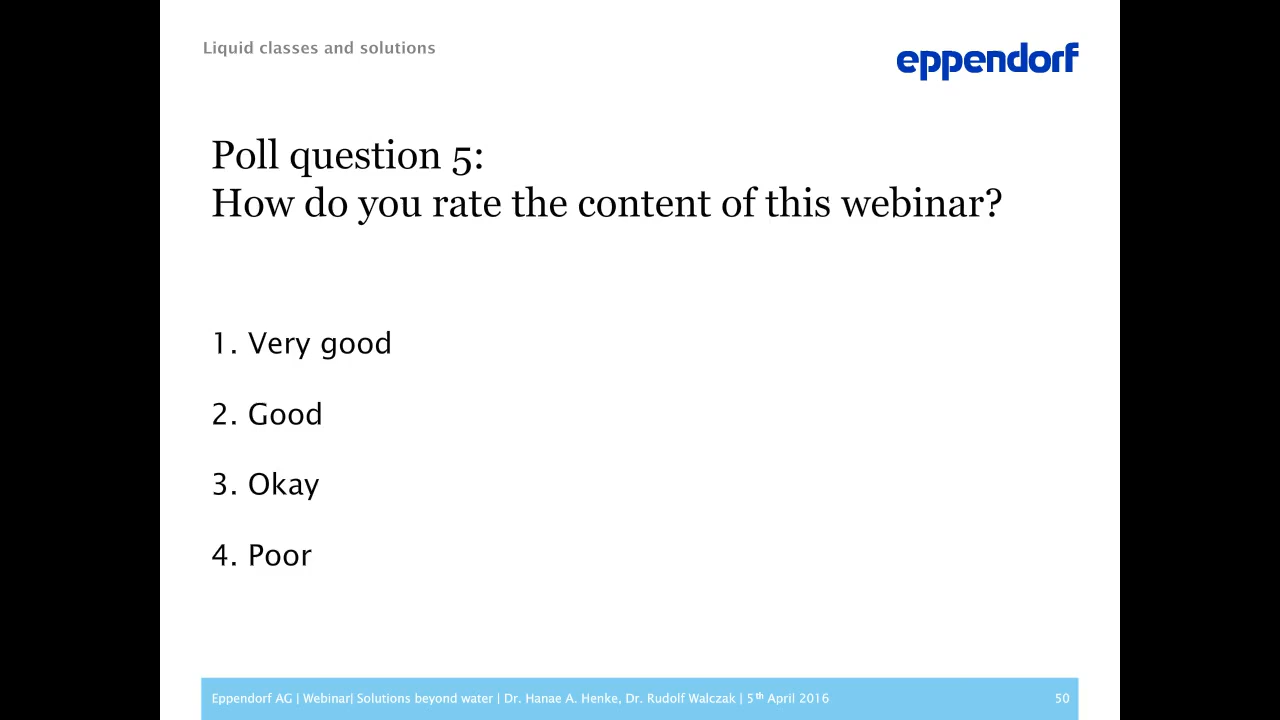 Liquid classes and solutions
eppendorf
Poll question 5:
How do you rate the content of this webinar?
1. Very good
2. Good
3. Okay
4. Poor
Eppendorf AG | Webinar| Solutions beyond water | Dr. Hanae A. Henke, Dr. Rudolf Walczak | 5th April 2016 50